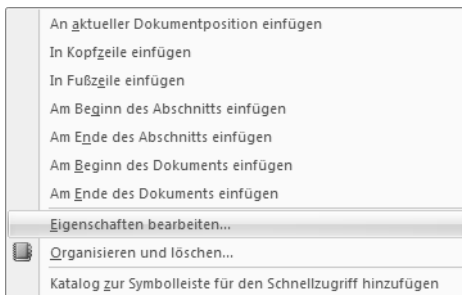 An aktueller Dokumentposition einfügen
In Kopfzeile einfügen
In Fußzeile einfügen
Am Beginn des Abschnitts einfügen
Am Ende des Abschnitts einfügen
Am Beginn des Dokuments einfügen
Am Ende des Dokuments einfügen
Eigenschaften bearbeiten...
Organisieren und löschen...
Katalog zur Symbolleiste für den Schnellzugriff hinzufügen